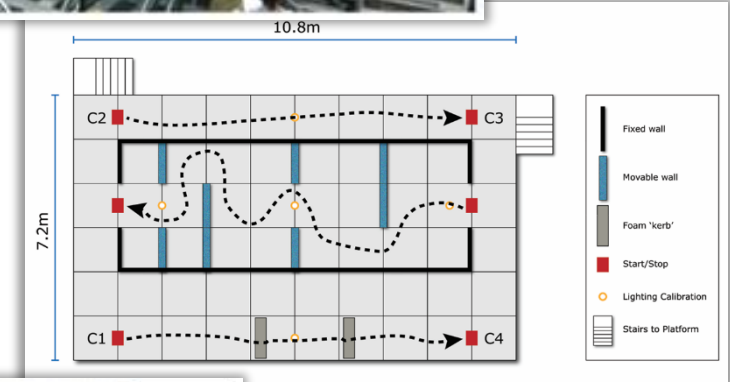 10.8m
C2
C3
7.2m
C1
C4
Fixed wall
Movable wall
Foam 'kerb'
Start/Stop
Lighting Calibration
Stairs to Platform